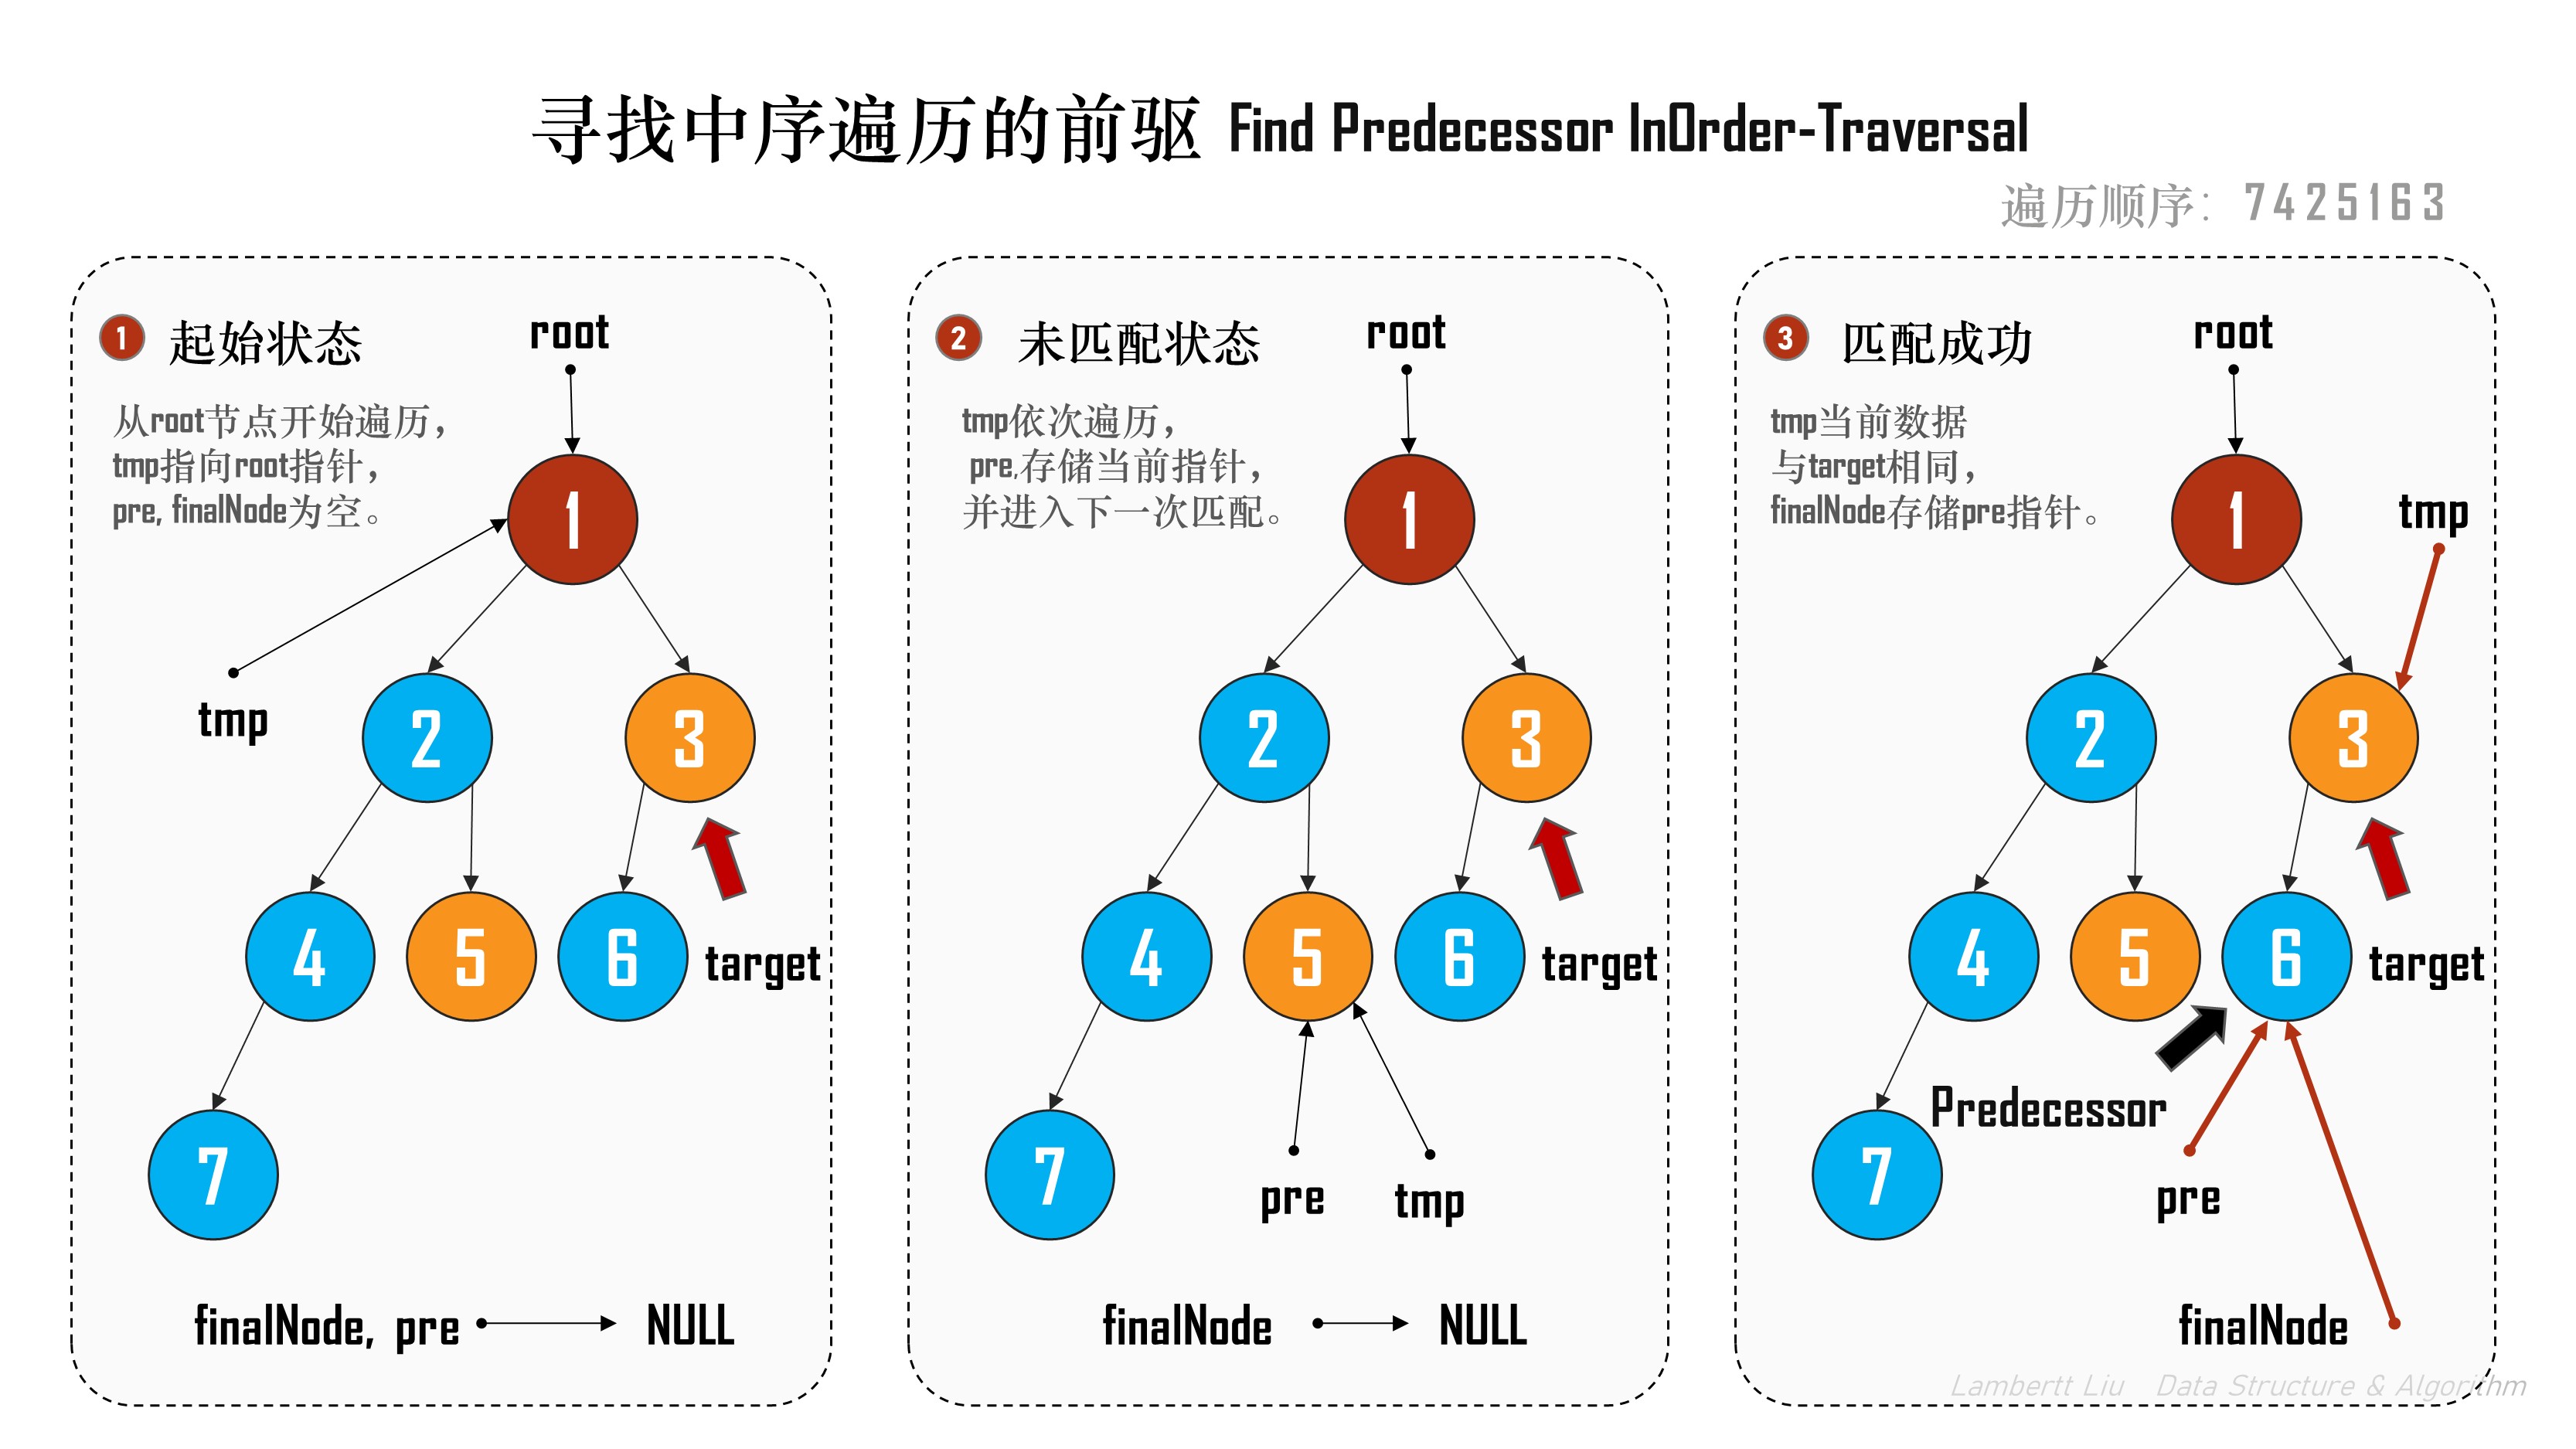 寻找中序遍历的前驱 Find Predecessor InOrder-Traversal
遍历顺序：7 4 2 5 1 6 3
1 起始状态
从root节点开始遍历，
tmp指向root指针，
pre, finalNode为空。
root
1
tmp
2
3
4
5
6
target
7
finalNode, pre
NULL
2 未匹配状态
tmp依次遍历，
pre,存储当前指针，
并进入下一次匹配。
root
1
2
3
4
5
6
target
7
pre
tmp
finalNode
NULL
3 匹配成功
tmp当前数据
与target相同，
finalNode存储pre指针。
root
tmp
1
2
3
4
5
6
target
Predecessor
7
pre
finalNode
Lambertt Liu Data Structure & Algorithm